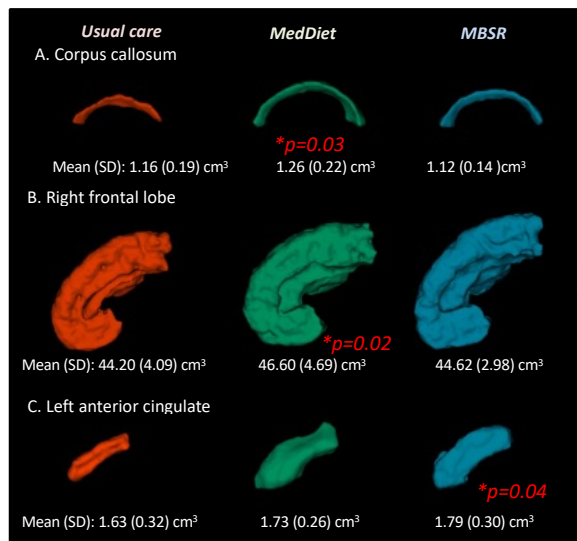 Usual care MedDiet MBSR
A. Corpus callosum
*p=0.03
Mean (SD): 1.16 (0.19) cm³ 1.26 (0.22) cm³ 1.12 (0.14 )cm³
B. Right frontal lobe
*p=0.02
Mean (SD): 44.20 (4.09) cm³ 46.60 (4.69) cm³ 44.62 (2.98) cm³
C. Left anterior cingulate
*p=0.04
Mean (SD): 1.63 (0.32) cm³ 1.73 (0.26) cm³ 1.79 (0.30) cm³